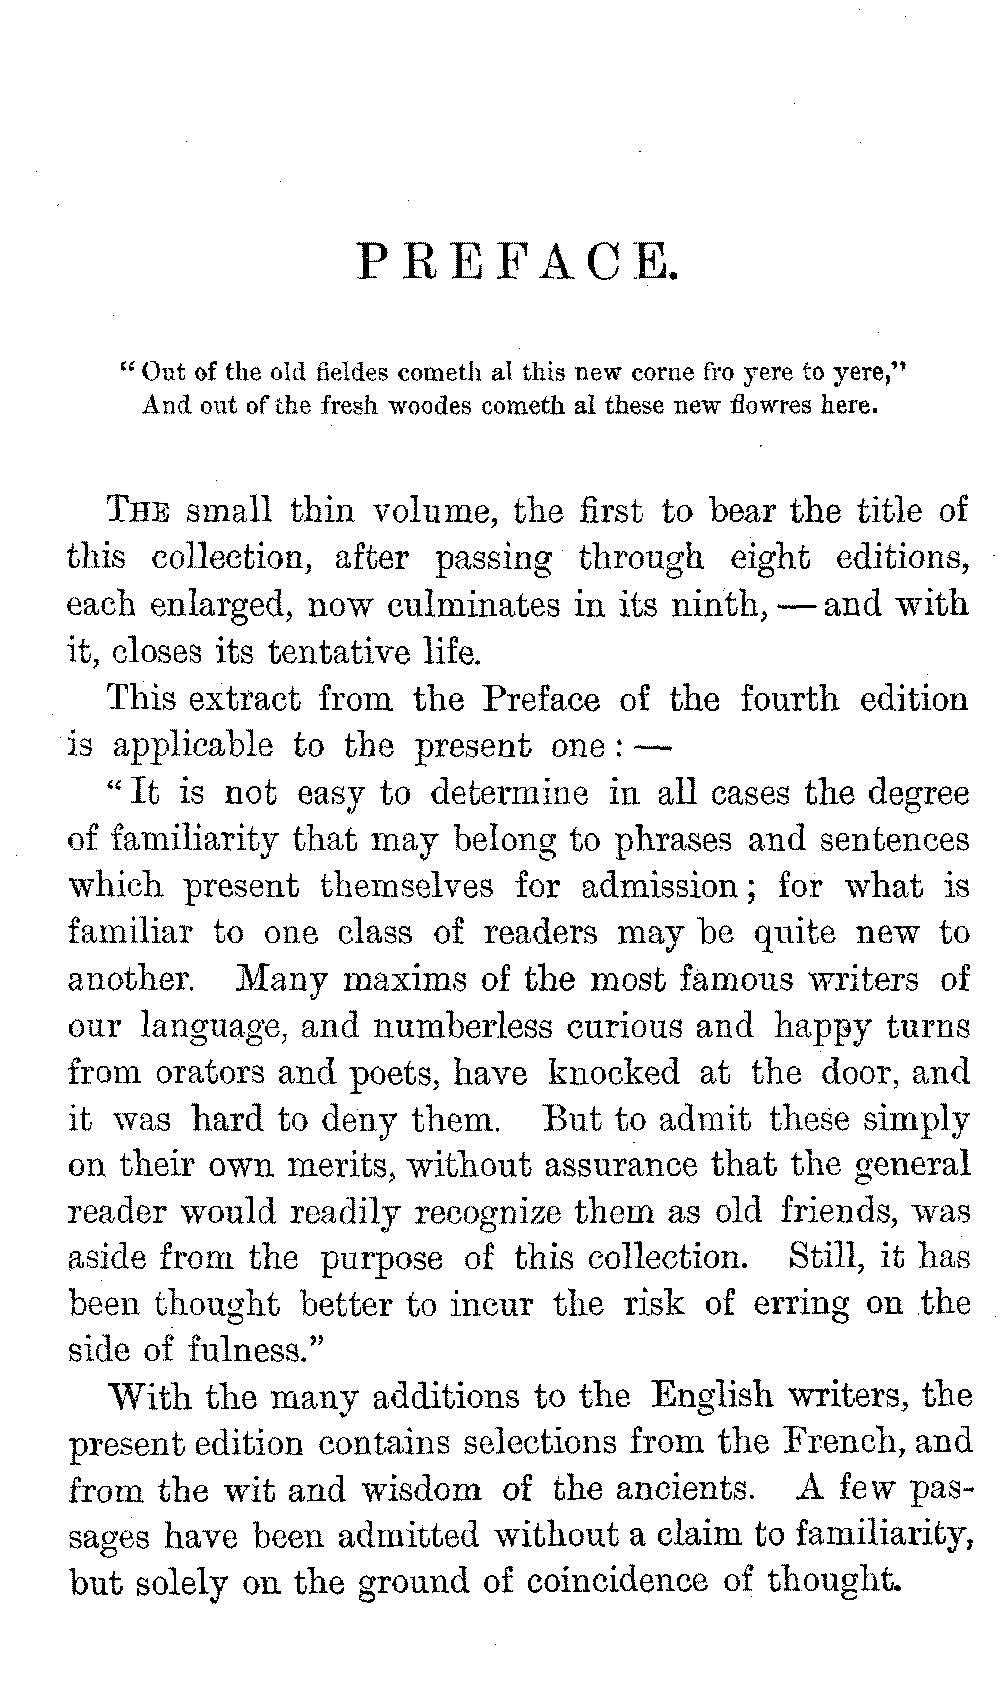 PREFACE.
“Out of the old fieldes cometh al this new corne fro yere to yere,”
And out of the fresh woodes cometh al these new flowres here.
THE small thin volume, the first to bear the title of
this collection, after passing through eight editions,
each enlarged, now culminates in its ninth, — and with
it, closes its tentative life.
This extract from the Preface of the fourth edition
is applicable to the present one : —
“It is not easy to determine in all cases the degree
of familiarity that may belong to phrases and sentences
which present themselves for admission; for what is
familiar to one class of readers may be quite new to
another. Many maxims of the most famous writers of
our language, and numberless curious and happy turns
from orators and poets, have knocked at the door, and
it was hard to deny them. But to admit these simply
on their own merits, without assurance that the general
reader would readily recognize them as old friends, was
aside from the purpose of this collection. Still, it has
been thought better to incur the risk of erring on the
side of fulness.”
With the many additions to the English writers, the
present edition contains selections from the French, and
from the wit and wisdom of the ancients. A few pas-
sages have been admitted without a claim to familiarity,
but solely on the ground of coincidence of thought.